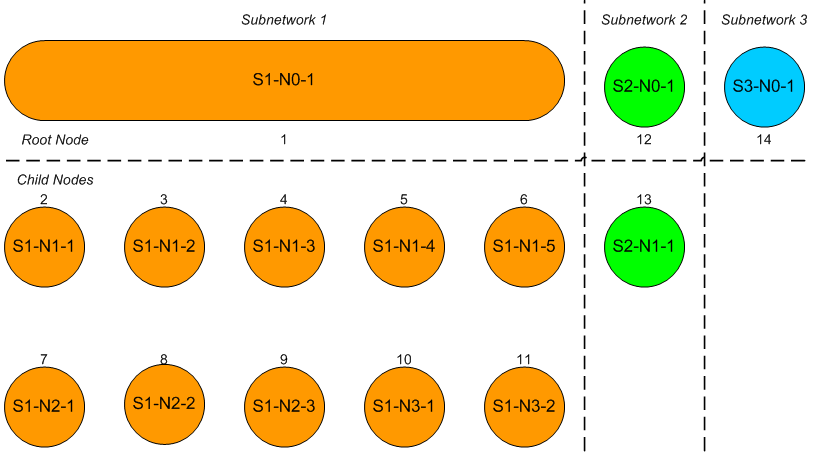 Subnetwork 1
Subnetwork 2
Subnetwork 3
S1-N0-1
S2-N0-1
S3-N0-1
Root Node
1
12
14
Child Nodes
2
3
4
5
6
13
S1-N1-1
S1-N1-2
S1-N1-3
S1-N1-4
S1-N1-5
S2-N1-1
7
8
9
10
11
S1-N2-1
S1-N2-2
S1-N2-3
S1-N3-1
S1-N3-2